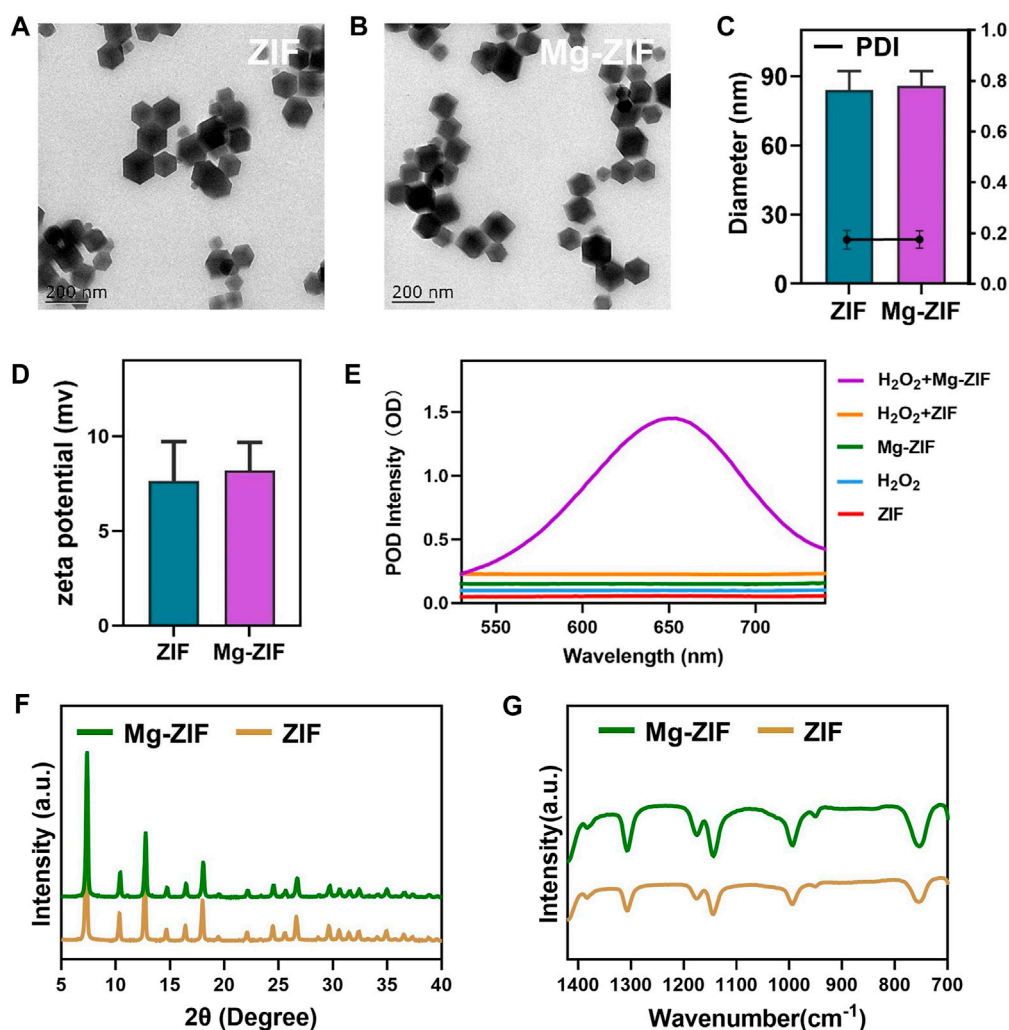 A
ZIF
200 nm
B
Mg-ZIF
200 nm
C
PDI
Diameter (nm)
90
60
30
0
1.0
0.8
0.6
0.4
0.2
0.0
ZIF Mg-ZIF
D
zeta potential (mv)
10
5
0
ZIF Mg-ZIF
E
POD Intensity (OD)
1.5
1.0
0.5
0.0
550 600 650 700
Wavelength (nm)
H₂O₂+Mg-ZIF
H₂O₂+ZIF
Mg-ZIF
H₂O₂
ZIF
F
Mg-ZIF ZIF
Intensity (a.u.)
5 10 15 20 25 30 35 40
2θ (Degree)
G
Mg-ZIF ZIF
Intensity(a.u.)
1400 1300 1200 1100 1000 900 800 700
Wavenumber(cm⁻¹)